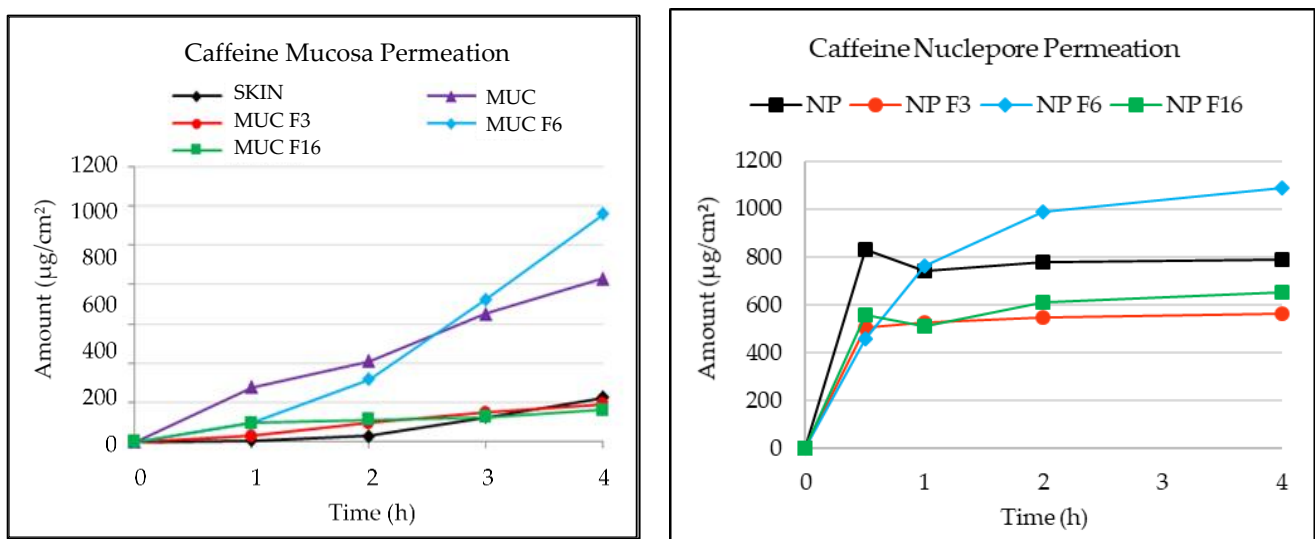 Caffeine Mucosa Permeation
SKIN MUC
MUC F3 MUC F6
MUC F16
1200
1000
800
600
400
200
0
Amount (µg/cm²)
0 1 2 3 4
Time (h)
Caffeine Nuclepore Permeation
NP NP F3 NP F6 NP F16
1200
1000
800
600
400
200
0
Amount (µg/cm²)
0 1 2 3 4
Time (h)